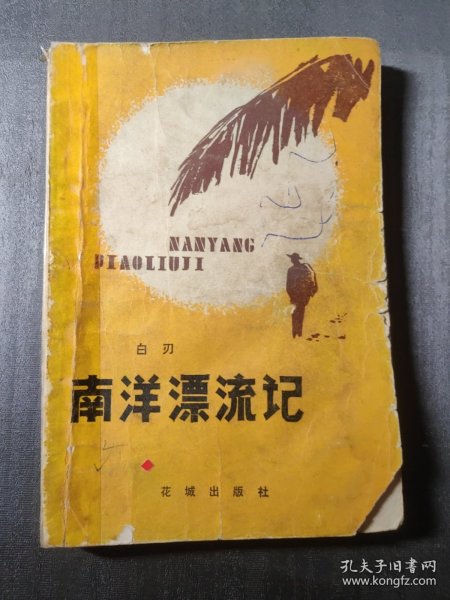 NANYANG
PIAOLIUJI
白刃
南洋漂流记
花城出版社
孔夫子旧书网
www.kongfz.com